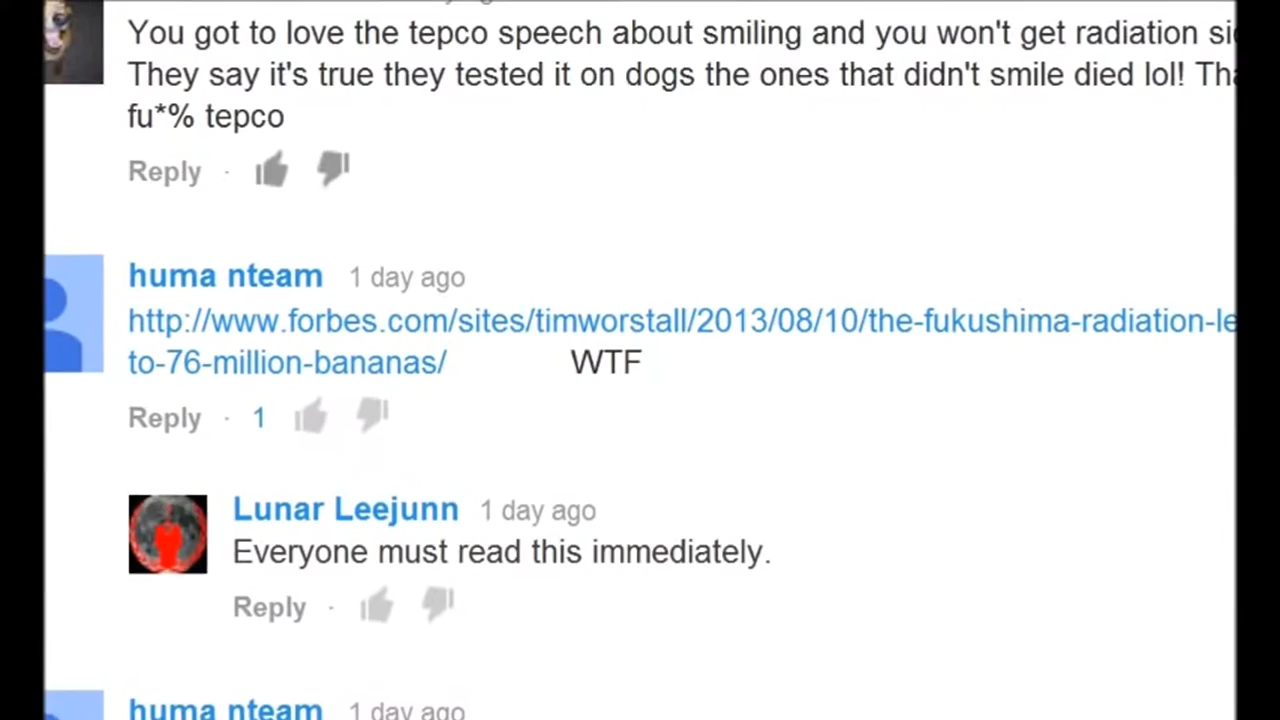 You got to love the tepco speech about smiling and you won't get radiation
They say it's true they tested it on dogs the ones that didn't smile died lol!
fu*% tepco
Reply ·
huma nteam 1 day ago
http://www.forbes.com/sites/timworstall/2013/08/10/the-fukushima-radiation-le
to-76-million-bananas/ WTF
Reply · 1
Lunar Leejunn 1 day ago
Everyone must read this immediately.
Reply ·
huma nteam 1 day ago